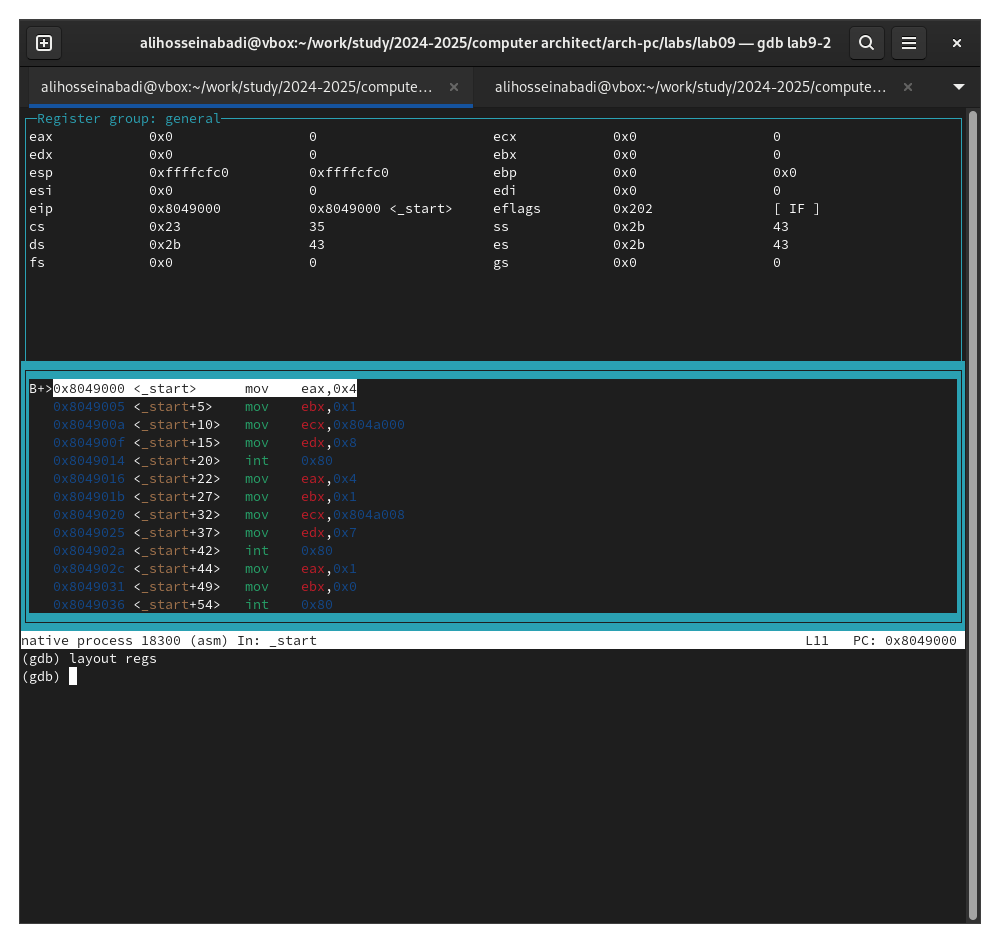 alihosseinabadi@vbox:~/work/study/2024-2025/computer architect/arch-pc/labs/lab09 — gdb lab9-2
alihosseinabadi@vbox:~/work/study/2024-2025/compute… alihosseinabadi@vbox:~/work/study/2024-2025/compute…
Register group: general
eax 0x0 0 ecx 0x0 0
edx 0x0 0 ebx 0x0 0
esp 0xffffcfc0 0xffffcfc0 ebp 0x0 0x0
esi 0x0 0 edi 0x0 0
eip 0x8049000 0x8049000 <_start> eflags 0x202 [ IF ]
cs 0x23 35 ss 0x2b 43
ds 0x2b 43 es 0x2b 43
fs 0x0 0 gs 0x0 0
B+>0x8049000 <_start> mov eax,0x4
0x8049005 <_start+5> mov ebx,0x1
0x804900a <_start+10> mov ecx,0x804a000
0x804900f <_start+15> mov edx,0x8
0x8049014 <_start+20> int 0x80
0x8049016 <_start+22> mov eax,0x4
0x804901b <_start+27> mov ebx,0x1
0x8049020 <_start+32> mov ecx,0x804a008
0x8049025 <_start+37> mov edx,0x7
0x804902a <_start+42> int 0x80
0x804902c <_start+44> mov eax,0x1
0x8049031 <_start+49> mov ebx,0x0
0x8049036 <_start+54> int 0x80
native process 18300 (asm) In: _start L11 PC: 0x8049000
(gdb) layout regs
(gdb)